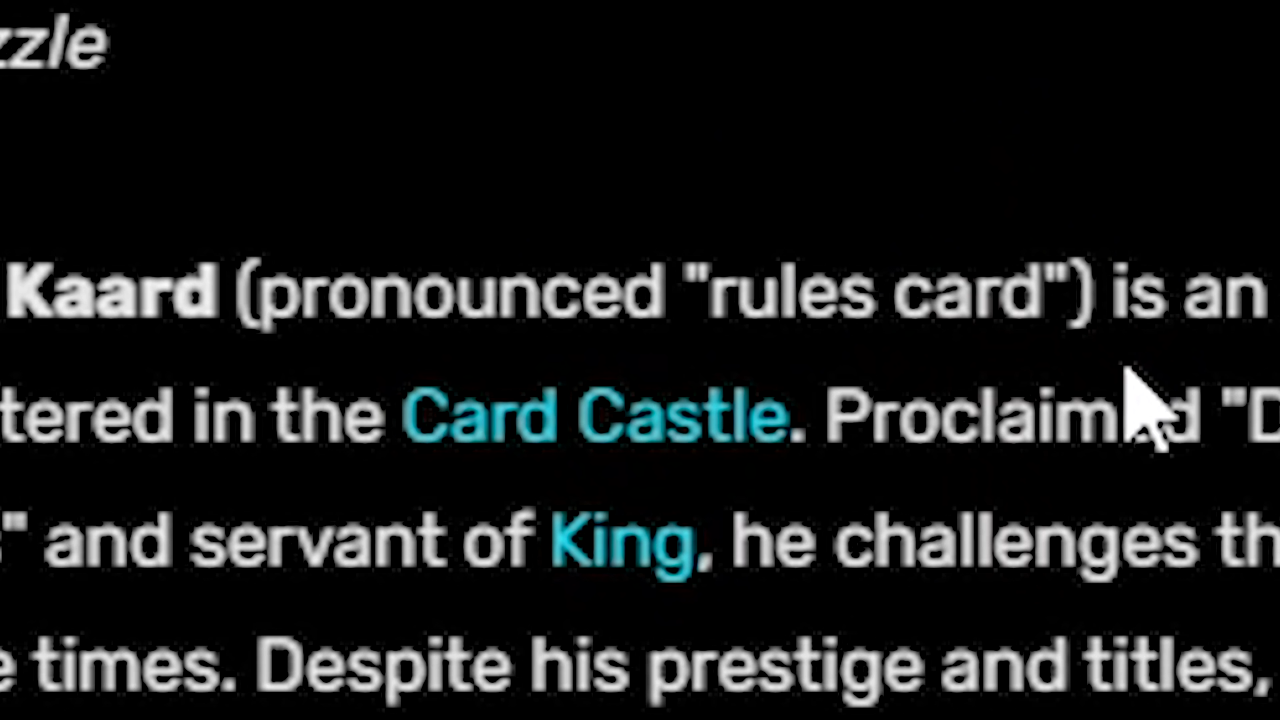 zzle
Kaard (pronounced "rules card") is an
tered in the Card Castle. Proclaimed "D
s" and servant of King, he challenges th
e times. Despite his prestige and titles,